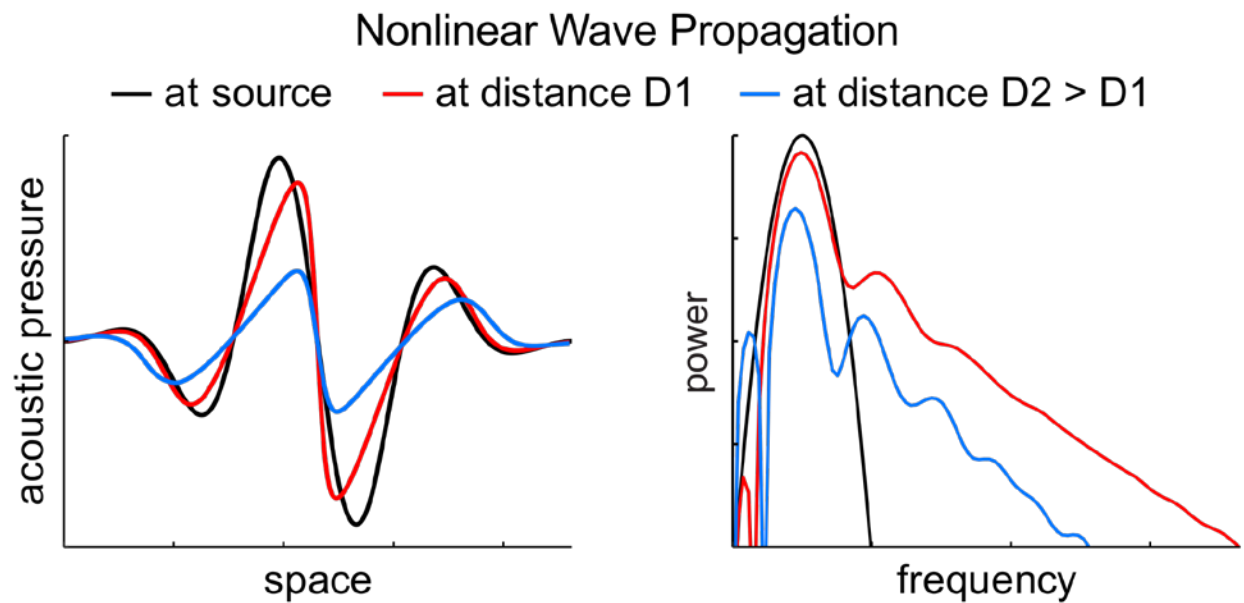 Nonlinear Wave Propagation
at source at distance D1 at distance D2 > D1
acoustic pressure
space
power
frequency